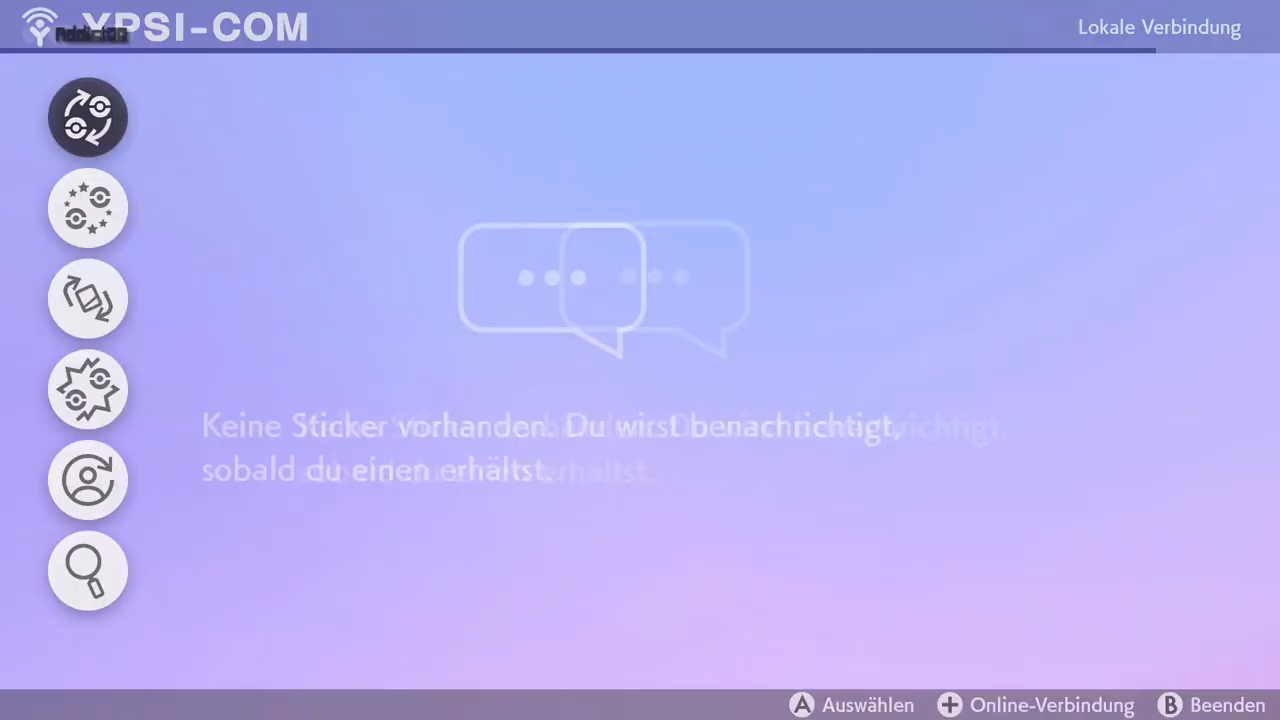 YPSI-COM
Lokale Verbindung
Keine Sticker vorhanden. Du wirst benachrichtigt,
sobald du einen erhältst.
A Auswählen + Online-Verbindung B Beenden